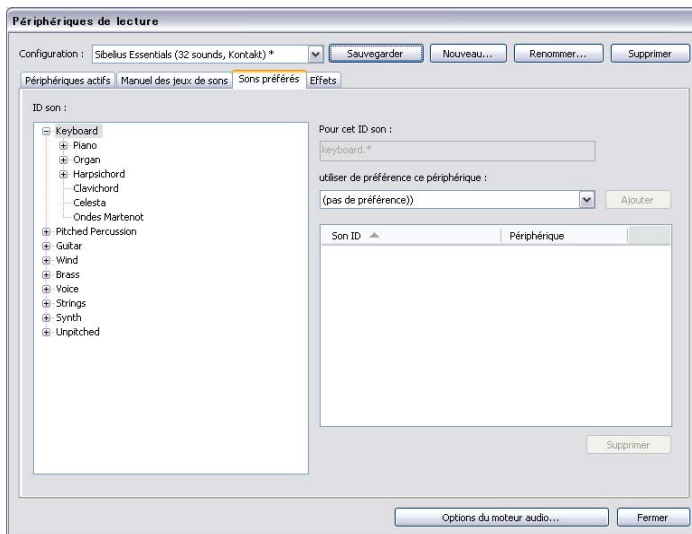 Périphériques de lecture
Configuration : Sibelius Essentials (32 sounds, Kontakt) * Sauvegarder Nouveau... Renommer... Supprimer
Périphériques actifs Manuel des jeux de sons Sons préférés Effets
ID son :
Keyboard
Piano
Organ
Harpsichord
Clavichord
Celesta
Ondes Martenot
Pitched Percussion
Guitar
Wind
Brass
Voice
Strings
Synth
Unpitched
Pour cet ID son :
keyboard.*
utiliser de préférence ce périphérique :
(pas de préférence)) Ajouter
Son ID Périphérique
Supprimer
Options du moteur audio... Fermer